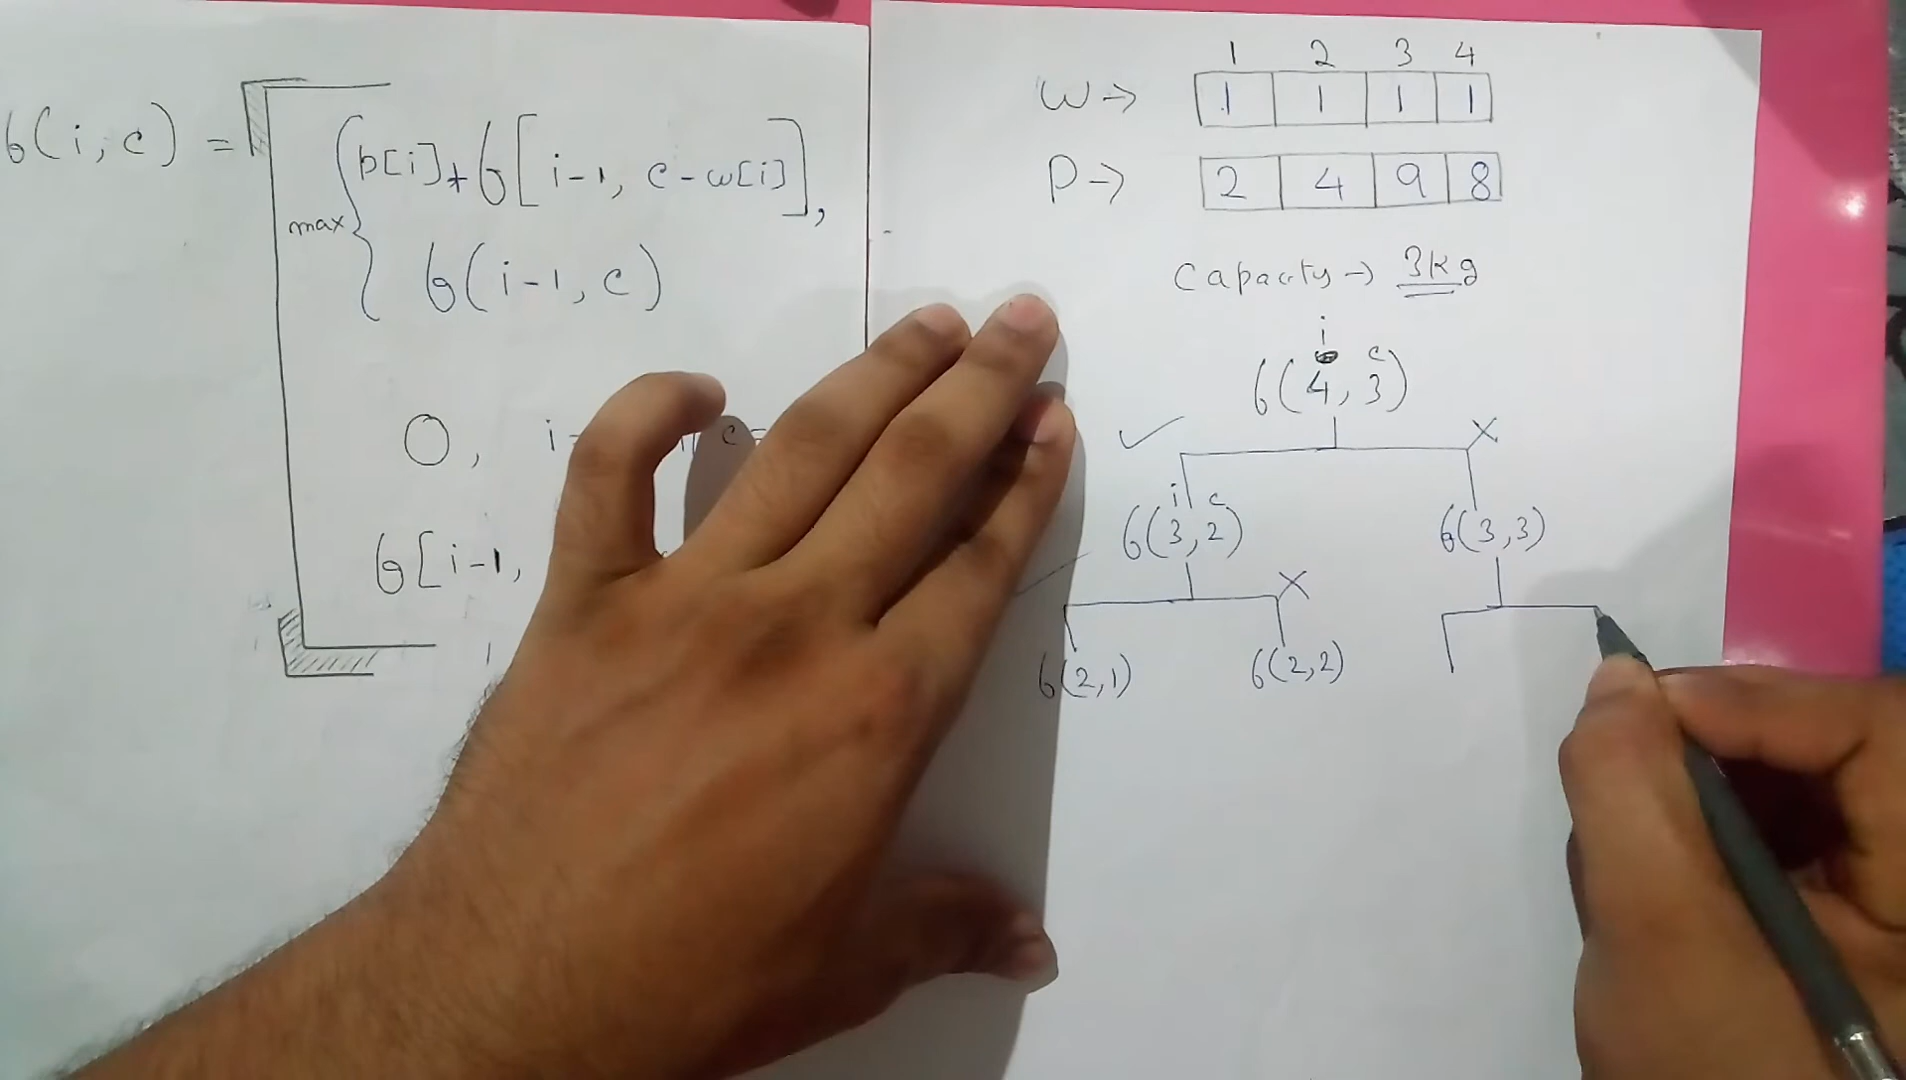 6(i, c) =
max { p[i] + 6[i-1, c-w[i]],
6(i-1, c)
0, i
c
6[i-1,
1 2 3 4
w → 1 1 1 1
P → 2 4 9 8
Capacity → 3kg
i c
6(4, 3)
✓ X
i c
6(3, 2) 6(3, 3)
X
6(2, 1) 6(2, 2)